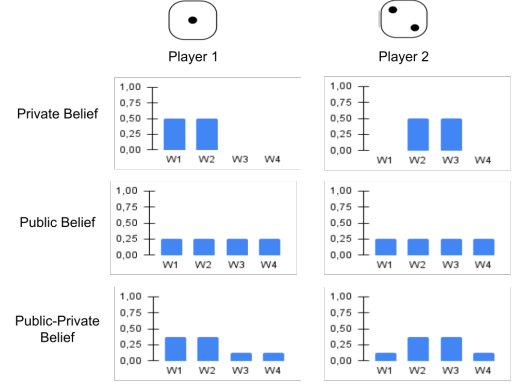 Player 1 Player 2
Private Belief
1,00 1,00
0,75 0,75
0,50 0,50
0,25 0,25
0,00 0,00
W1 W2 W3 W4 W1 W2 W3 W4
Public Belief
1,00 1,00
0,75 0,75
0,50 0,50
0,25 0,25
0,00 0,00
W1 W2 W3 W4 W1 W2 W3 W4
Public-Private
Belief
1,00 1,00
0,75 0,75
0,50 0,50
0,25 0,25
0,00 0,00
W1 W2 W3 W4 W1 W2 W3 W4